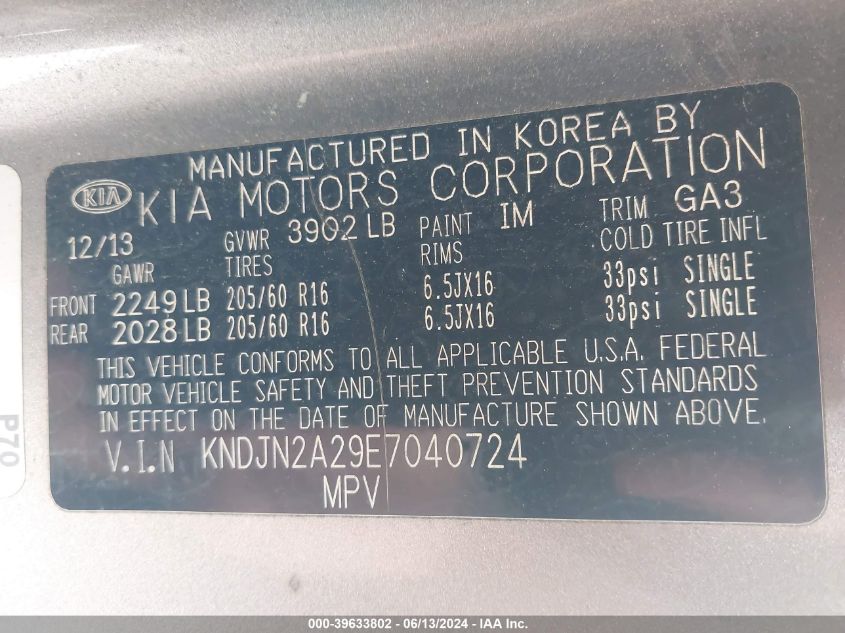 MANUFACTURED IN KOREA BY
KIA KIA MOTORS CORPORATION
12/13 GVWR 3902 LB PAINT IM TRIM GA3
GAWR TIRES RIMS COLD TIRE INFL
FRONT 2249 LB 205/60 R16 6.5JX16 33psi SINGLE
REAR 2028 LB 205/60 R16 6.5JX16 33psi SINGLE
THIS VEHICLE CONFORMS TO ALL APPLICABLE U.S.A. FEDERAL
MOTOR VEHICLE SAFETY AND THEFT PREVENTION STANDARDS
IN EFFECT ON THE DATE OF MANUFACTURE SHOWN ABOVE.
V.I.N KNDJN2A29E7040724
MPV
P70
000-39633802 - 06/13/2024 - IAA Inc.